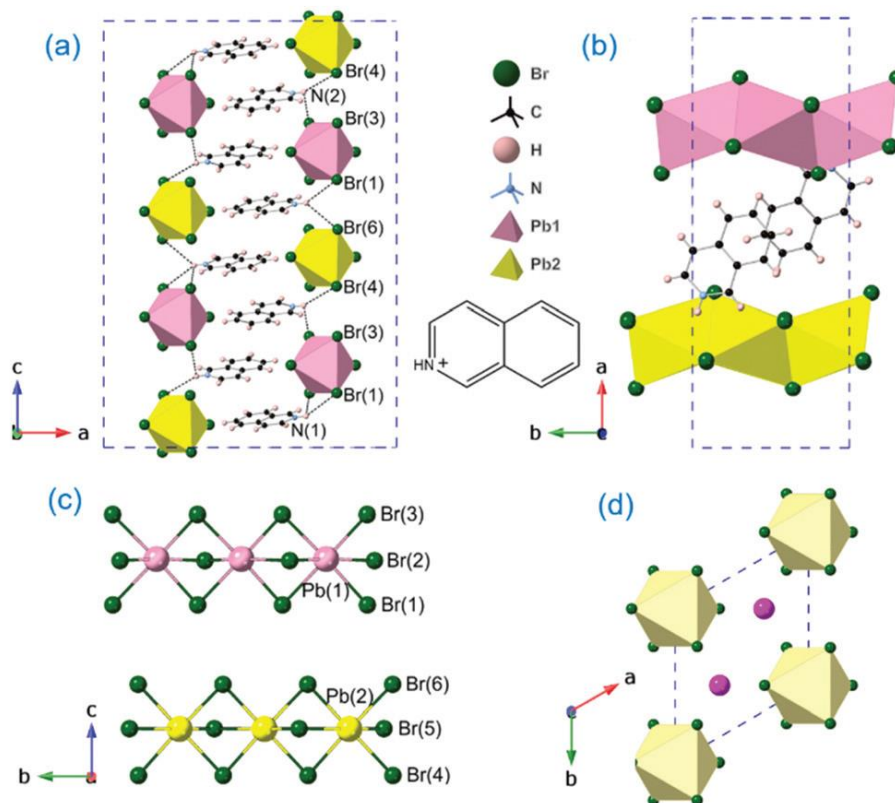 (a)
Br(4)
N(2)
Br(3)
Br(1)
Br(6)
Br(4)
Br(3)
Br(1)
N(1)
c
b
a
Br
C
H
N
Pb1
Pb2
HN
+
(b)
a
b
c
(c)
Br(3)
Br(2)
Pb(1)
Br(1)
Pb(2)
Br(6)
Br(5)
Br(4)
c
b
a
(d)
a
c
b